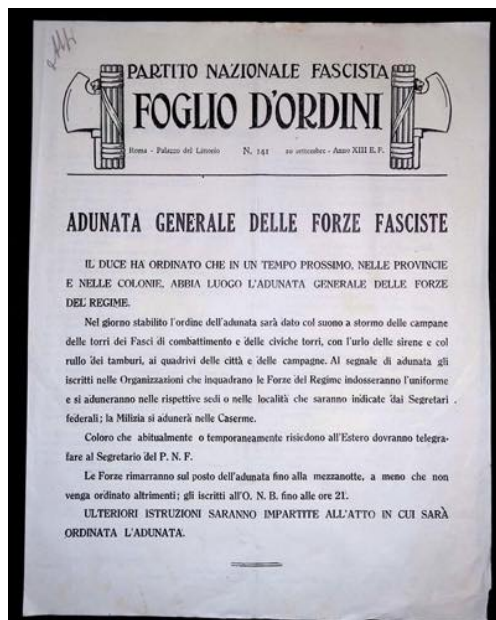 PARTITO NAZIONALE FASCISTA
FOGLIO D'ORDINI
Roma - Palazzo del Littorio N. 141 20 settembre - Anno XIII E. F.
ADUNATA GENERALE DELLE FORZE FASCISTE
IL DUCE HA ORDINATO CHE IN UN TEMPO PROSSIMO, NELLE PROVINCIE
E NELLE COLONIE, ABBIA LUOGO L'ADUNATA GENERALE DELLE FORZE
DEL REGIME.
Nel giorno stabilito l'ordine dell'adunata sarà dato col suono a stormo delle campane
delle torri dei Fasci di combattimento e delle civiche torri, con l'urlo delle sirene e col
rullo dei tamburi, ai quadrivi delle città e delle campagne. Al segnale di adunata gli
iscritti nelle Organizzazioni che inquadrano le Forze del Regime indosseranno l'uniforme
e si aduneranno nelle rispettive sedi o nelle località che saranno indicate dai Segretari
federali; la Milizia si adunerà nelle Caserme.
Coloro che abitualmente o temporaneamente risiedono all'Estero dovranno telegra-
fare al Segretario del P. N. F.
Le Forze rimarranno sul posto dell'adunata fino alla mezzanotte, a meno che non
venga ordinato altrimenti; gli iscritti all'O. N. B. fino alle ore 21.
ULTERIORI ISTRUZIONI SARANNO IMPARTITE ALL'ATTO IN CUI SARÀ
ORDINATA L'ADUNATA.